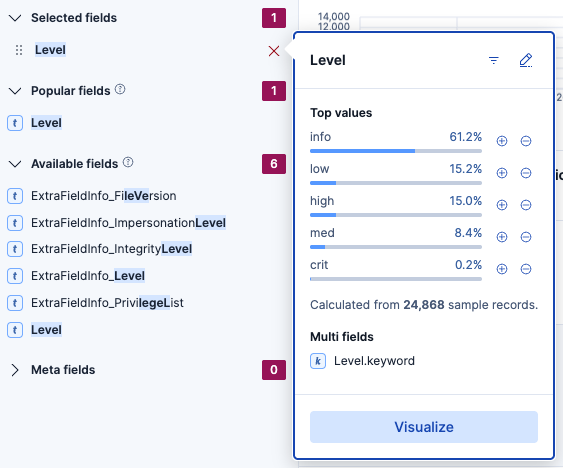 Selected fields 1
Level
Popular fields 1
t Level
Available fields 6
t ExtraFieldInfo_FileVersion
t ExtraFieldInfo_ImpersonationLevel
t ExtraFieldInfo_IntegrityLevel
t ExtraFieldInfo_Level
t ExtraFieldInfo_PrivilegeList
t Level
Meta fields 0
14,000
12,000
Level
Top values
info 61.2%
low 15.2%
high 15.0%
med 8.4%
crit 0.2%
Calculated from 24,868 sample records.
Multi fields
k Level.keyword
Visualize